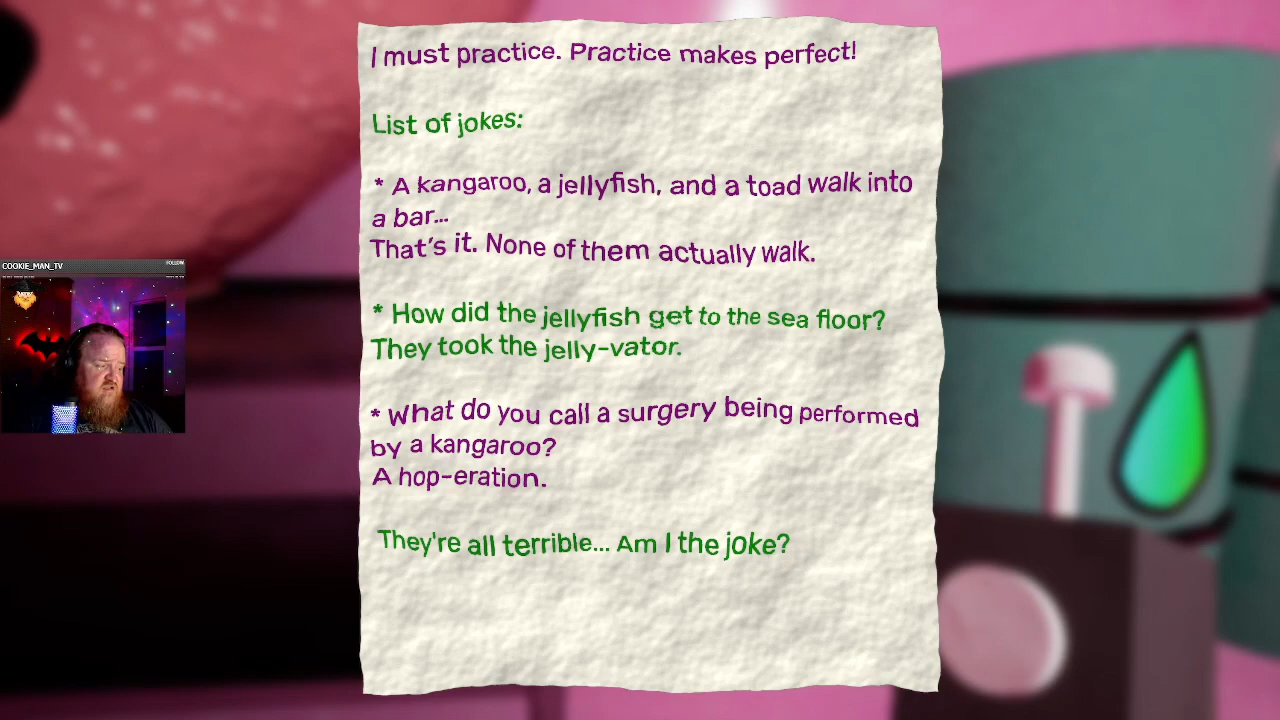 I must practice. Practice makes perfect!
List of jokes:
* A kangaroo, a jellyfish, and a toad walk into
a bar...
That's it. None of them actually walk.
* How did the jellyfish get to the sea floor?
They took the jelly-vator.
* What do you call a surgery being performed
by a kangaroo?
A hop-eration.
They're all terrible... Am I the joke?
COOKIE_MAN_TV
FOLLOW